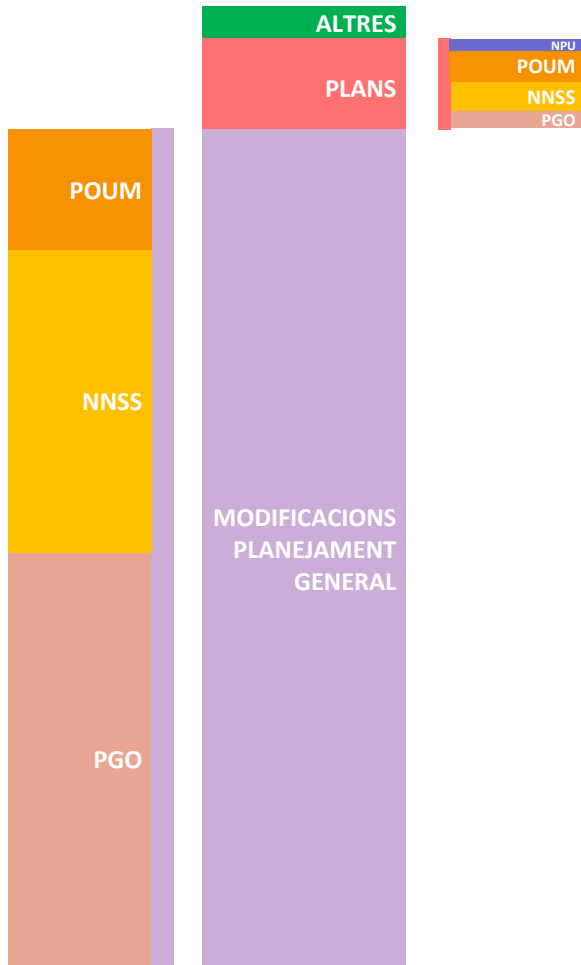 ALTRES
PLANS
NPU
POUM
NNSS
PGO
POUM
NNSS
PGO
MODIFICACIONS
PLANEJAMENT
GENERAL